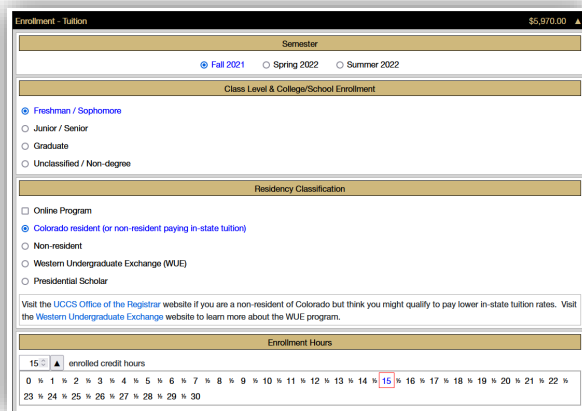 Enrollment - Tuition $5,970.00 ▲
Semester
Fall 2021 Spring 2022 Summer 2022
Class Level & College/School Enrollment
Freshman / Sophomore
Junior / Senior
Graduate
Unclassified / Non-degree
Residency Classification
Online Program
Colorado resident (or non-resident paying in-state tuition)
Non-resident
Western Undergraduate Exchange (WUE)
Presidential Scholar
Visit the UCCS Office of the Registrar website if you are a non-resident of Colorado but think you might qualify to pay lower in-state tuition rates. Visit
the Western Undergraduate Exchange website to learn more about the WUE program.
Enrollment Hours
15 ▲ enrolled credit hours
0 ½ 1 ½ 2 ½ 3 ½ 4 ½ 5 ½ 6 ½ 7 ½ 8 ½ 9 ½ 10 ½ 11 ½ 12 ½ 13 ½ 14 ½ 15 ½ 16 ½ 17 ½ 18 ½ 19 ½ 20 ½ 21 ½ 22 ½
23 ½ 24 ½ 25 ½ 26 ½ 27 ½ 28 ½ 29 ½ 30